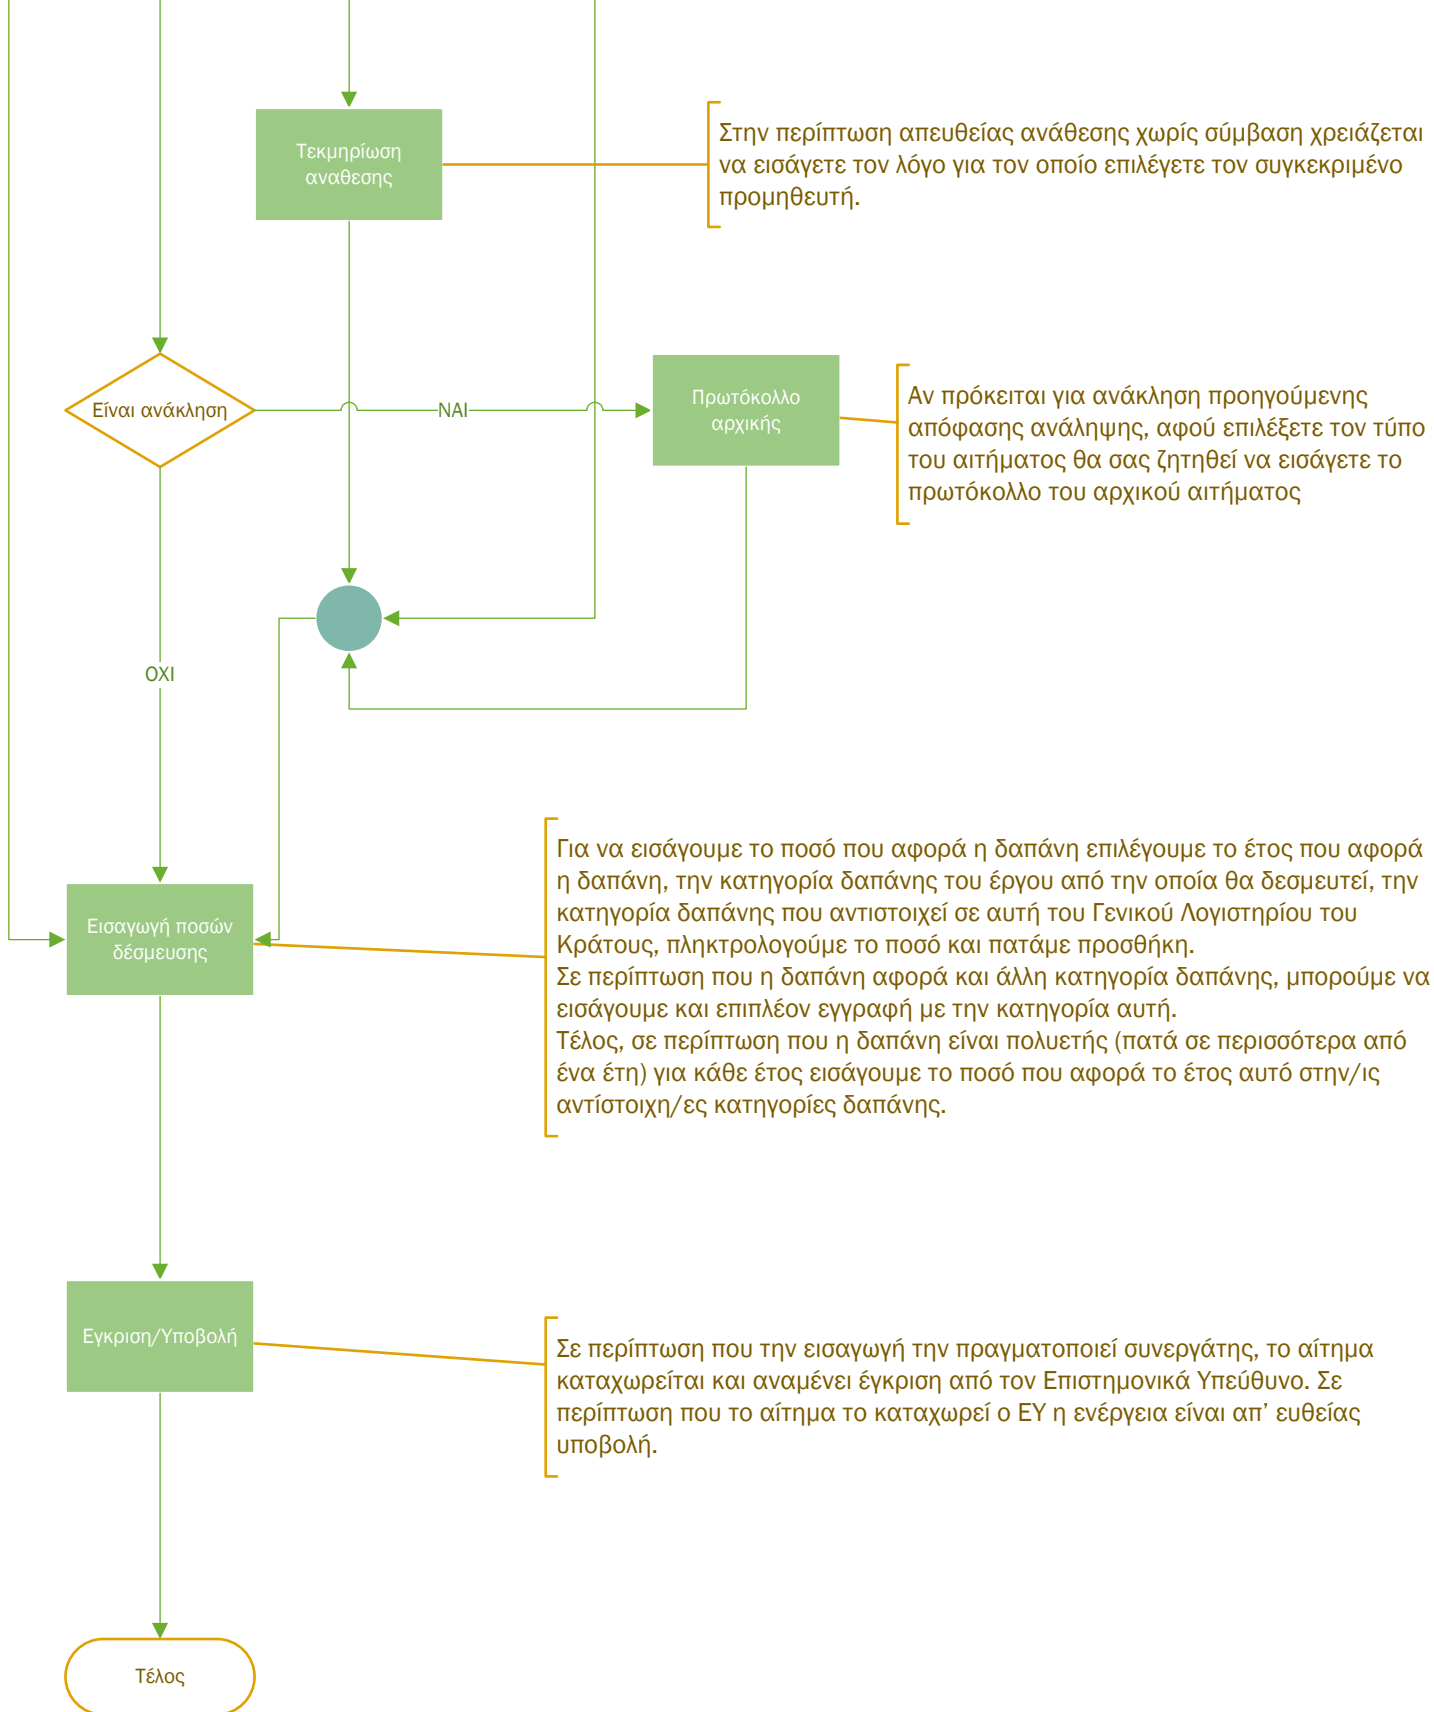 Τεκμηρίωση
αναθεσης
Στην περίπτωση απευθείας ανάθεσης χωρίς σύμβαση χρειάζεται
να εισάγετε τον λόγο για τον οποίο επιλέγετε τον συγκεκριμένο
προμηθευτή.
Είναι ανάκληση
ΝΑΙ
Πρωτόκολλο
αρχικής
Αν πρόκειται για ανάκληση προηγούμενης
απόφασης ανάληψης, αφού επιλέξετε τον τύπο
του αιτήματος θα σας ζητηθεί να εισάγετε το
πρωτόκολλο του αρχικού αιτήματος
ΟΧΙ
Εισαγωγή ποσών
δέσμευσης
Για να εισάγουμε το ποσό που αφορά η δαπάνη επιλέγουμε το έτος που αφορά
η δαπάνη, την κατηγορία δαπάνης του έργου από την οποία θα δεσμευτεί, την
κατηγορία δαπάνης που αντιστοιχεί σε αυτή του Γενικού Λογιστηρίου του
Κράτους, πληκτρολογούμε το ποσό και πατάμε προσθήκη.
Σε περίπτωση που η δαπάνη αφορά και άλλη κατηγορία δαπάνης, μπορούμε να
εισάγουμε και επιπλέον εγγραφή με την κατηγορία αυτή.
Τέλος, σε περίπτωση που η δαπάνη είναι πολυετής (πατά σε περισσότερα από
ένα έτη) για κάθε έτος εισάγουμε το ποσό που αφορά το έτος αυτό στην/ις
αντίστοιχη/ες κατηγορίες δαπάνης.
Εγκριση/Υποβολή
Σε περίπτωση που την εισαγωγή την πραγματοποιεί συνεργάτης, το αίτημα
καταχωρείται και αναμένει έγκριση από τον Επιστημονικά Υπεύθυνο. Σε
περίπτωση που το αίτημα το καταχωρεί ο ΕΥ η ενέργεια είναι απ’ ευθείας
υποβολή.
Τέλος